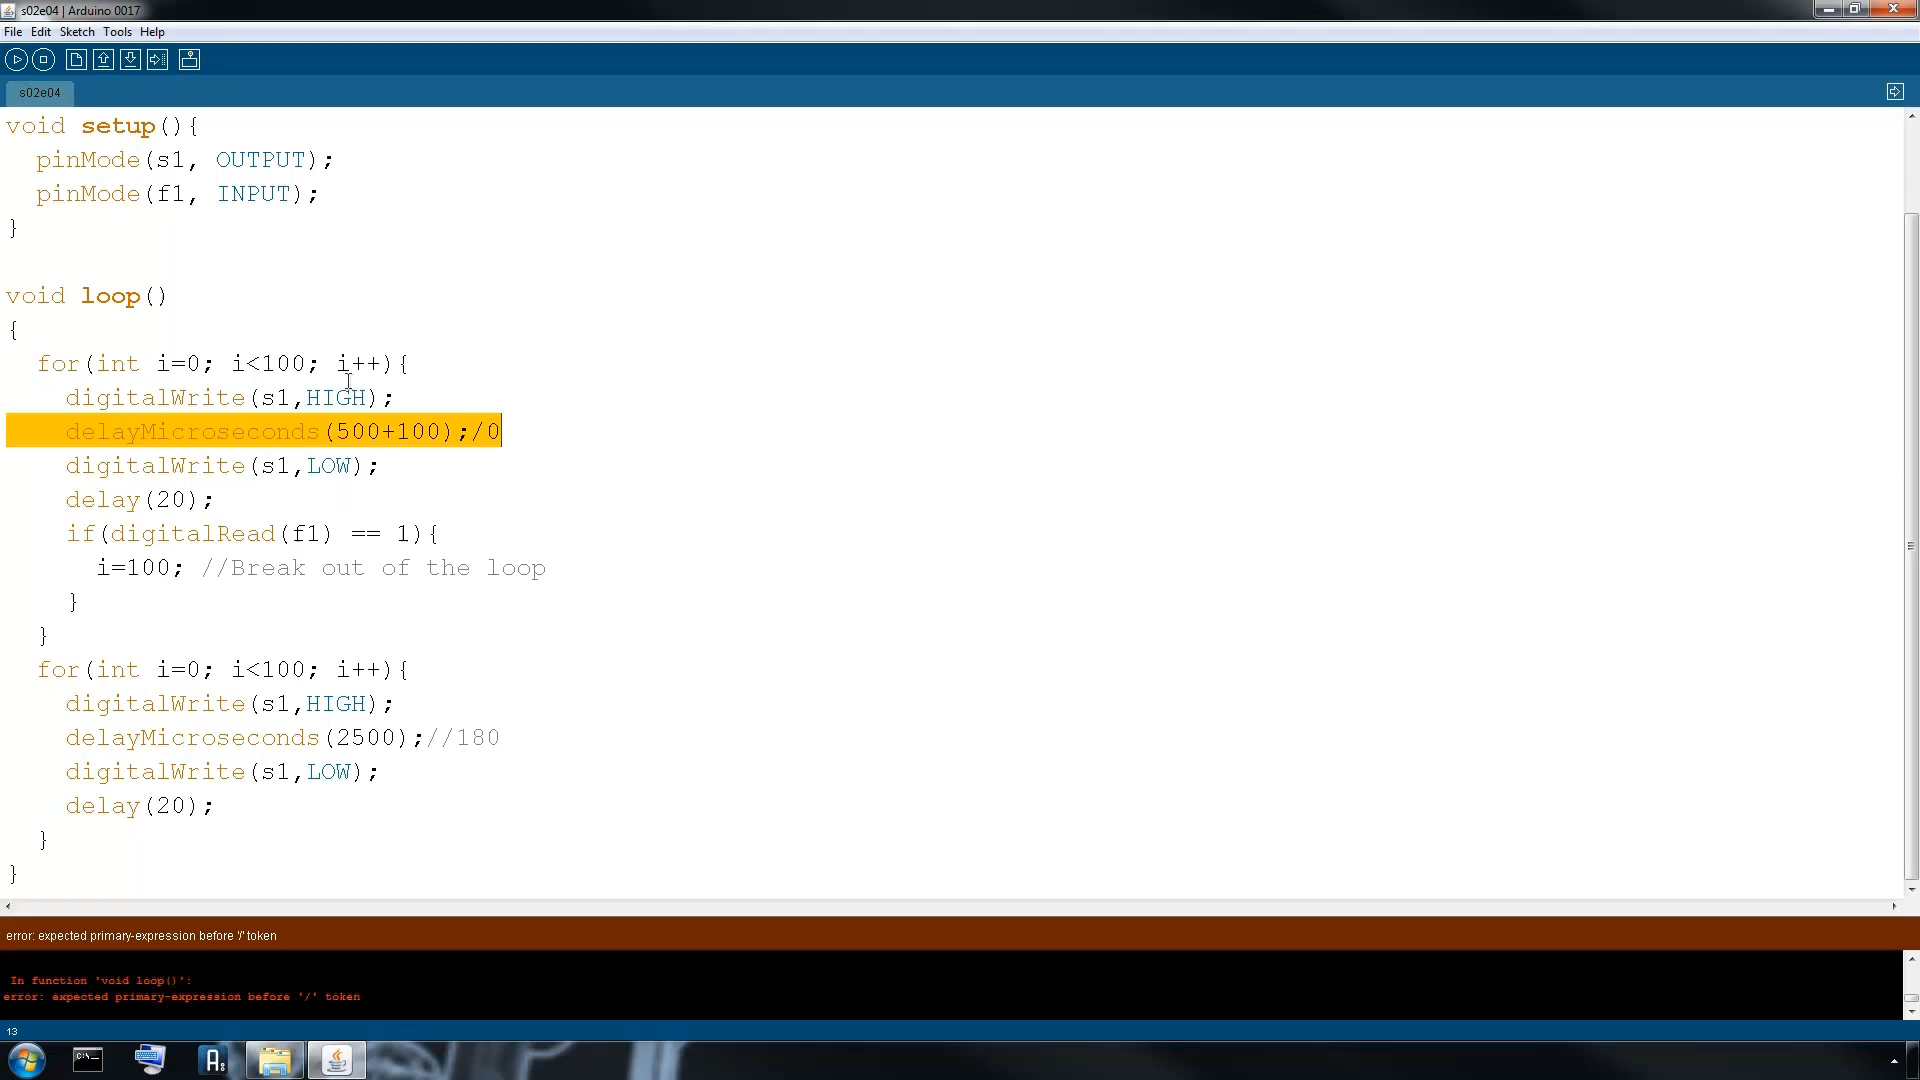 s02e04 | Arduino 0017
File Edit Sketch Tools Help
s02e04
void setup(){
  pinMode(s1, OUTPUT);
  pinMode(f1, INPUT);
}
void loop()
{
  for(int i=0; i<100; i++){
    digitalWrite(s1,HIGH);
    delayMicroseconds(500+100);/0
    digitalWrite(s1,LOW);
    delay(20);
    if(digitalRead(f1) == 1){
      i=100; //Break out of the loop
    }
  }
  for(int i=0; i<100; i++){
    digitalWrite(s1,HIGH);
    delayMicroseconds(2500);//180
    digitalWrite(s1,LOW);
    delay(20);
  }
}
error: expected primary-expression before '/' token
In function 'void loop()':
error: expected primary-expression before '/' token
13
C:\_
A: